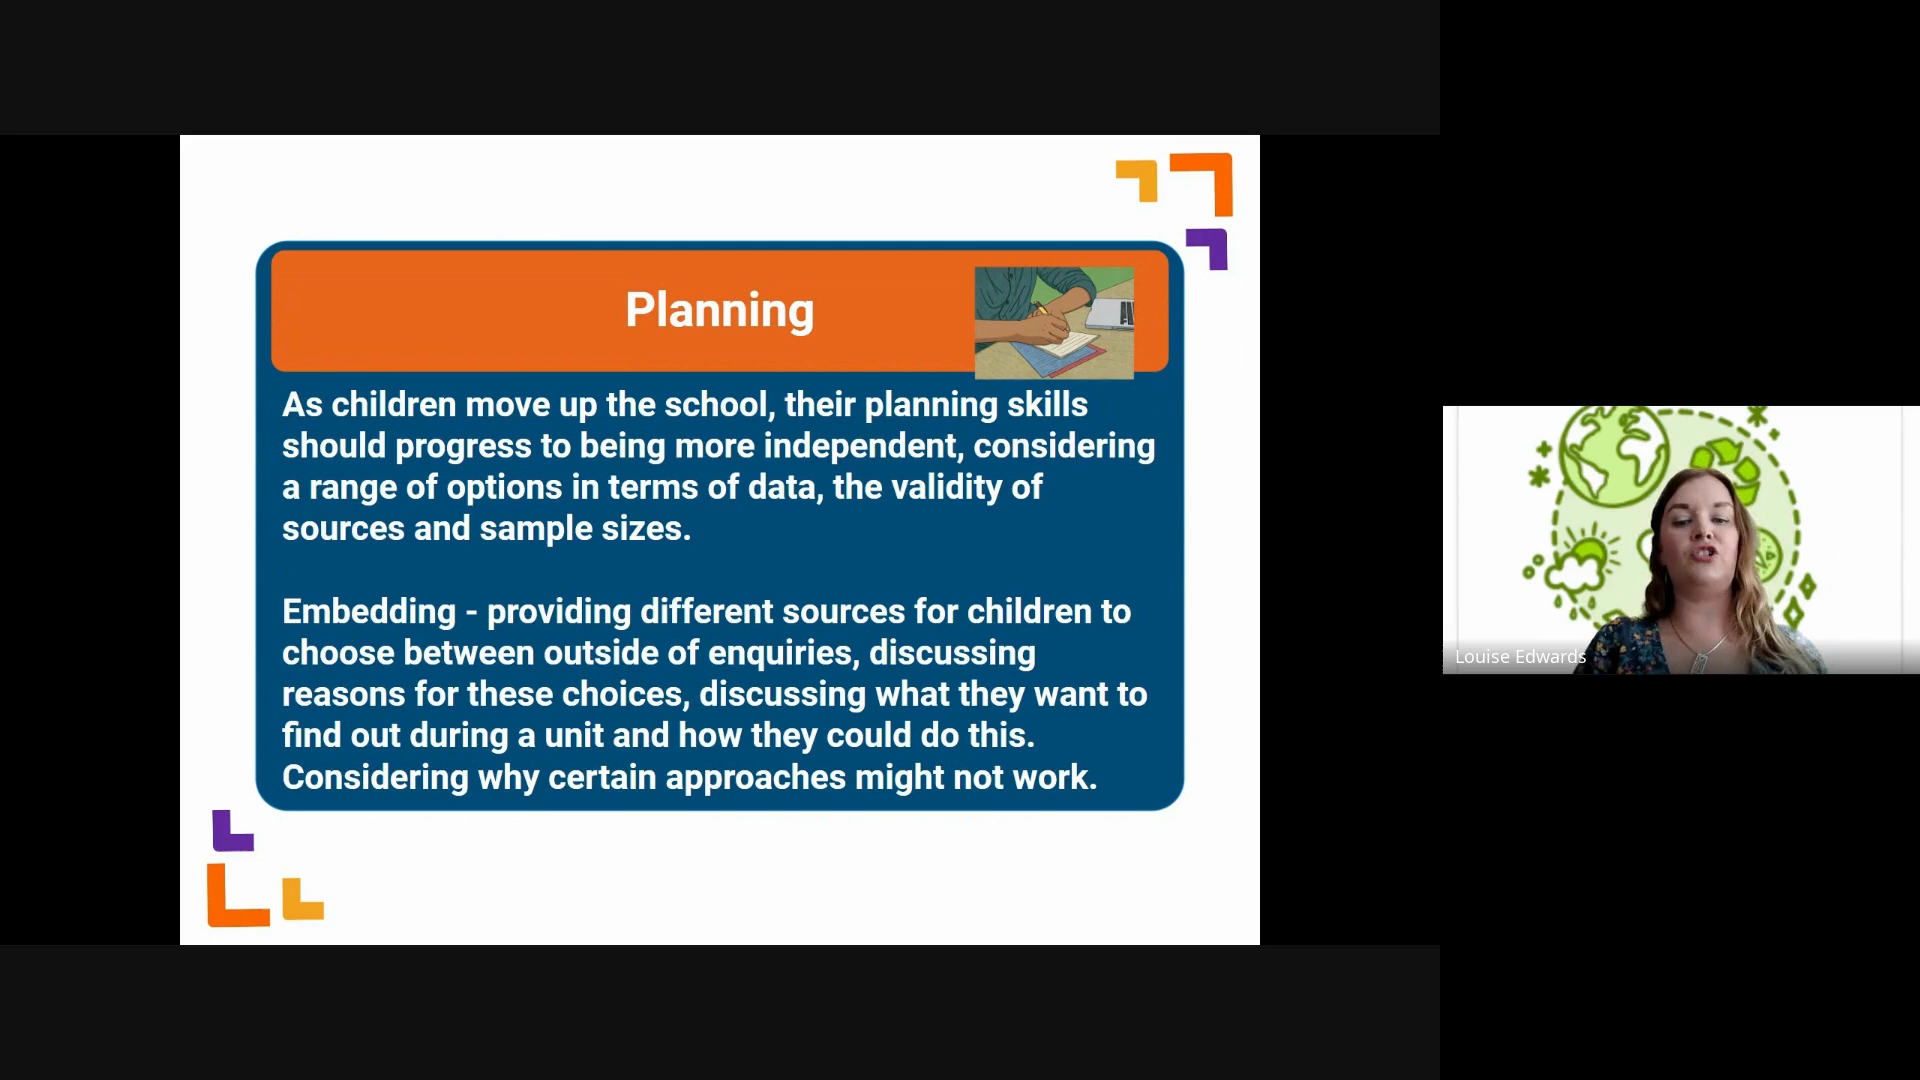 Planning
As children move up the school, their planning skills
should progress to being more independent, considering
a range of options in terms of data, the validity of
sources and sample sizes.
Embedding - providing different sources for children to
choose between outside of enquiries, discussing
reasons for these choices, discussing what they want to
find out during a unit and how they could do this.
Considering why certain approaches might not work.
Louise Edwards